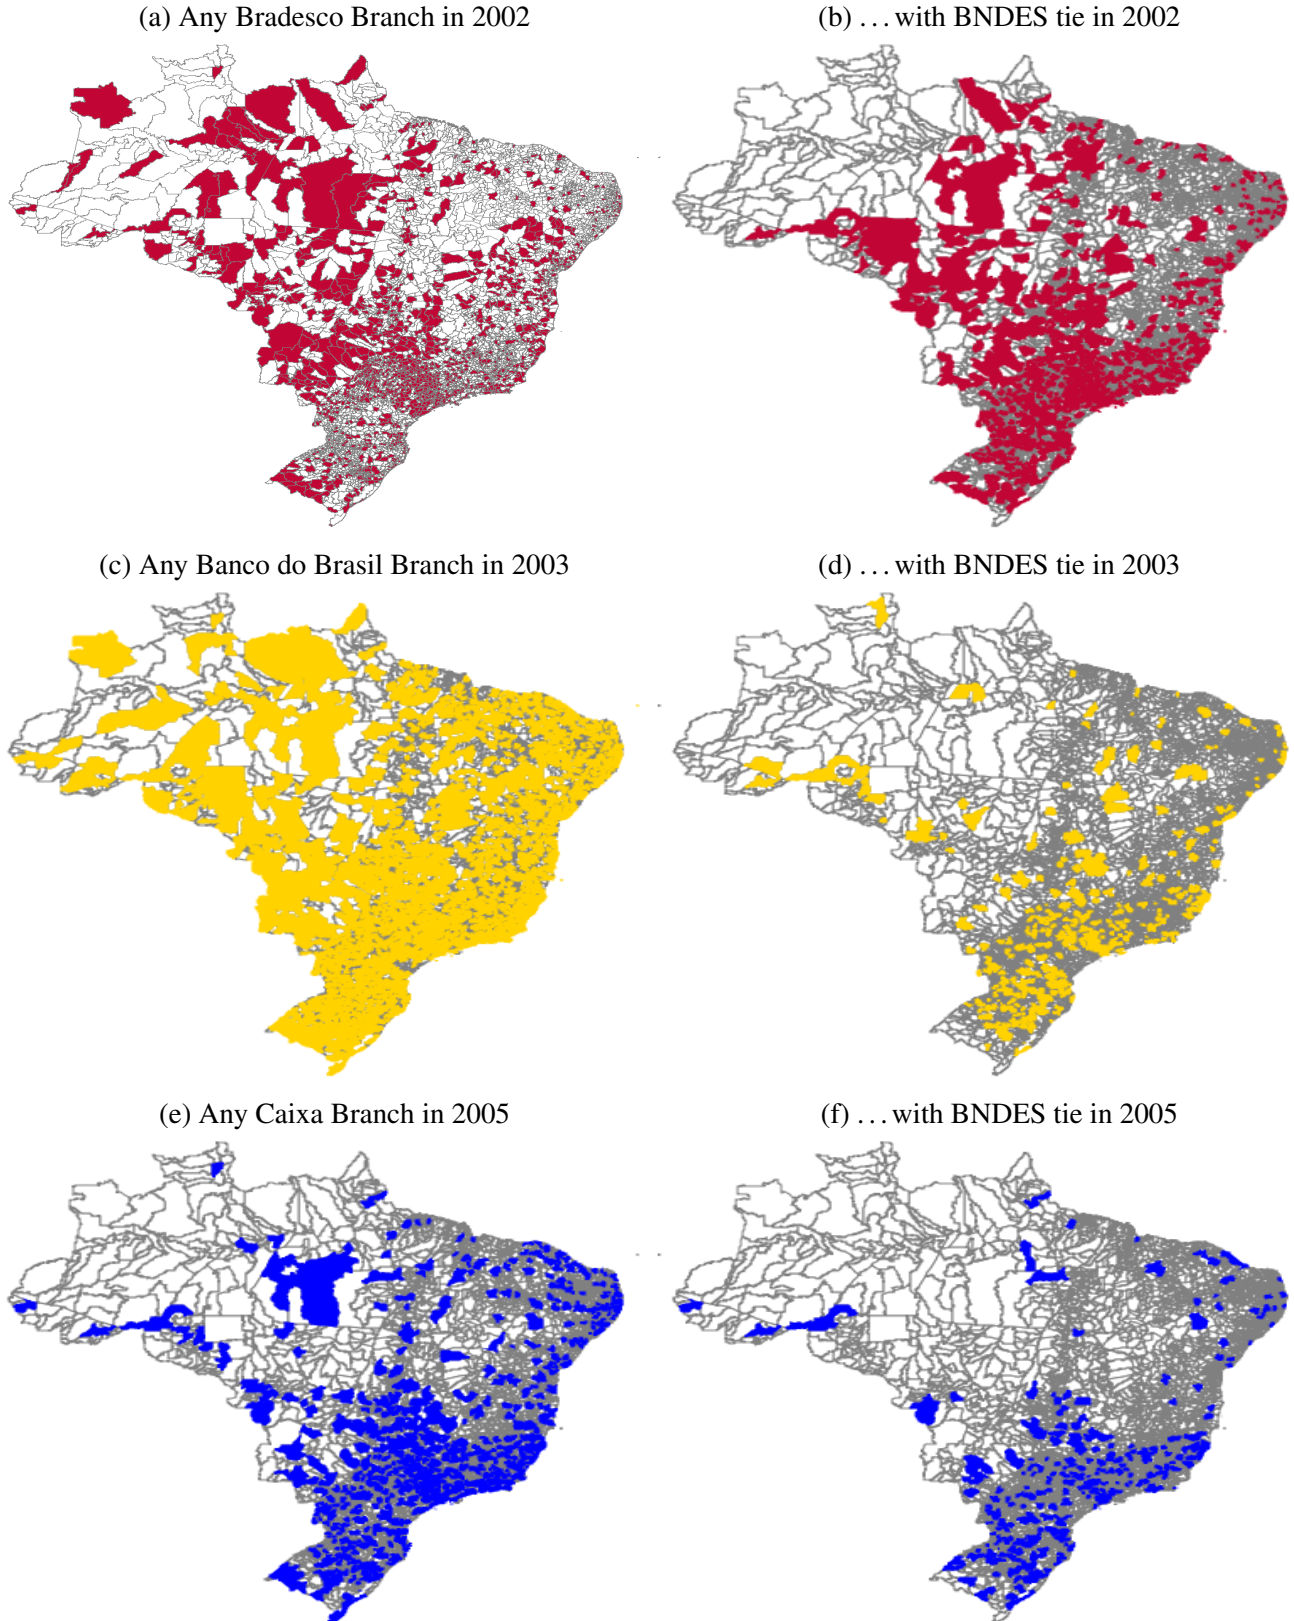 (a) Any Bradesco Branch in 2002
(b) ... with BNDES tie in 2002
(c) Any Banco do Brasil Branch in 2003
(d) ... with BNDES tie in 2003
(e) Any Caixa Branch in 2005
(f) ... with BNDES tie in 2005